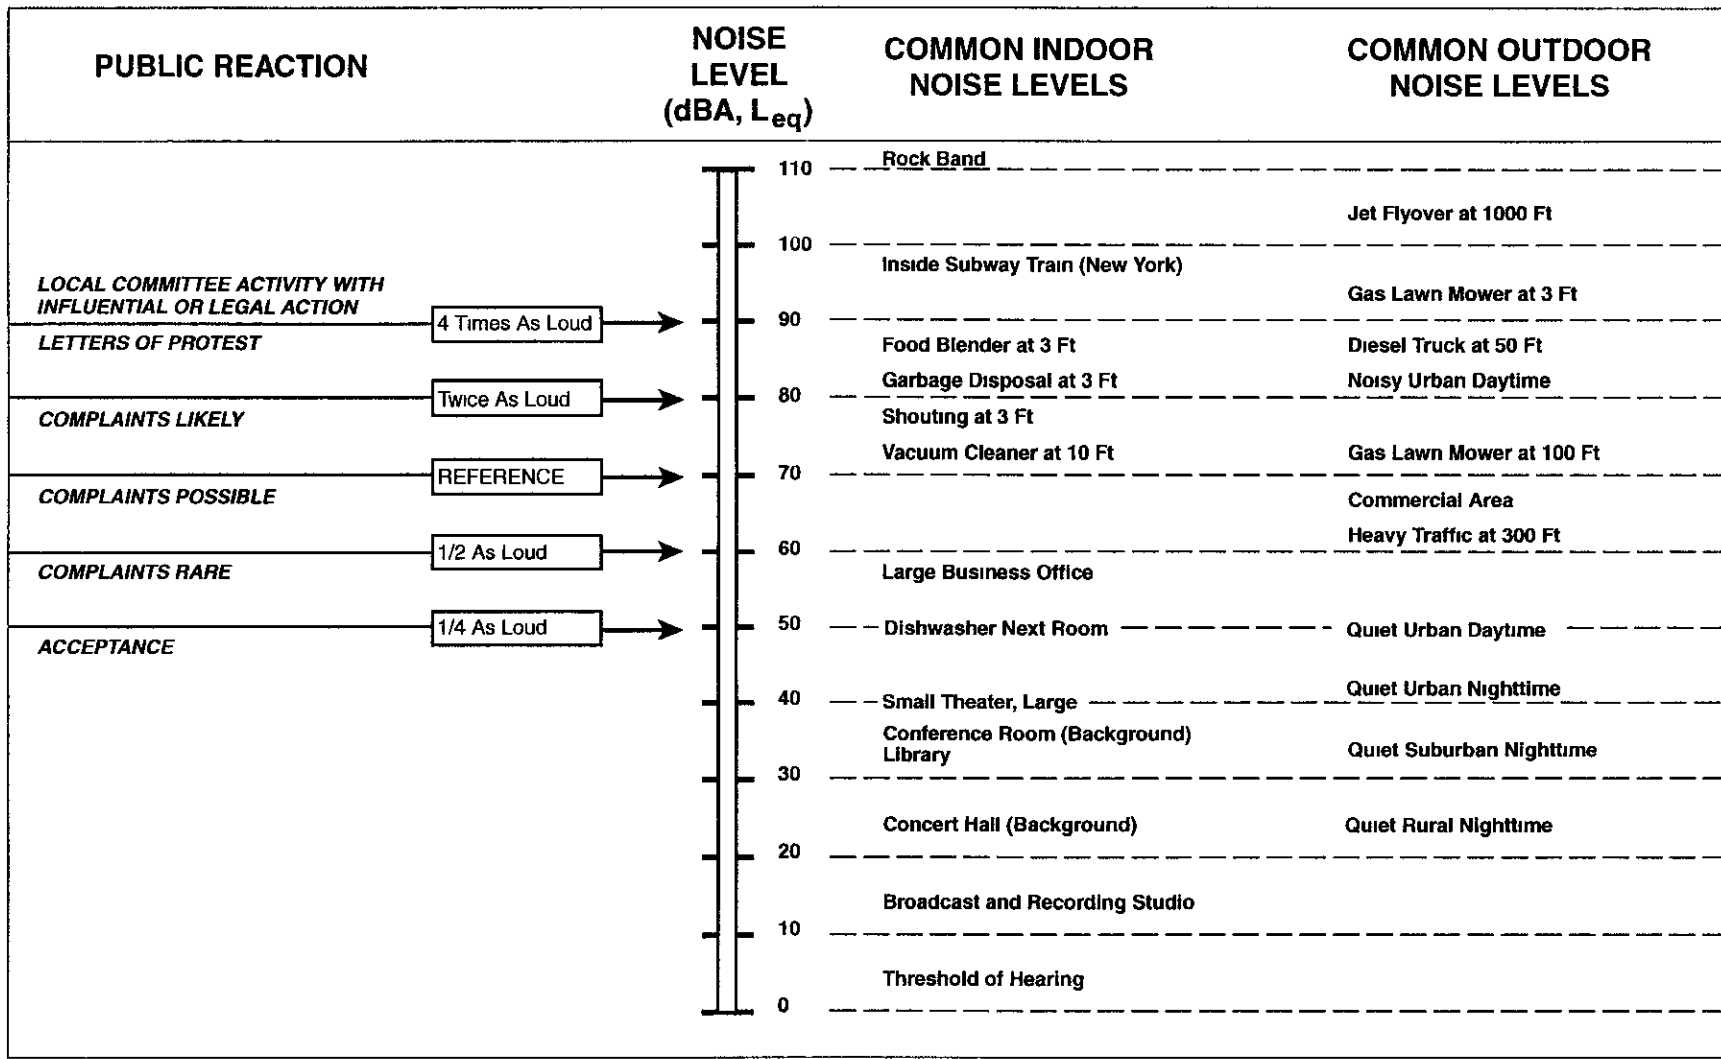 PUBLIC REACTION
NOISE
LEVEL
(dBA, Leq)
COMMON INDOOR
NOISE LEVELS
COMMON OUTDOOR
NOISE LEVELS
110
Rock Band
Jet Flyover at 1000 Ft
100
Inside Subway Train (New York)
LOCAL COMMITTEE ACTIVITY WITH
INFLUENTIAL OR LEGAL ACTION
Gas Lawn Mower at 3 Ft
4 Times As Loud
90
LETTERS OF PROTEST
Food Blender at 3 Ft
Diesel Truck at 50 Ft
Garbage Disposal at 3 Ft
Noisy Urban Daytime
Twice As Loud
80
COMPLAINTS LIKELY
Shouting at 3 Ft
Vacuum Cleaner at 10 Ft
Gas Lawn Mower at 100 Ft
REFERENCE
70
COMPLAINTS POSSIBLE
Commercial Area
Heavy Traffic at 300 Ft
1/2 As Loud
60
COMPLAINTS RARE
Large Business Office
1/4 As Loud
50
Dishwasher Next Room
Quiet Urban Daytime
ACCEPTANCE
Quiet Urban Nighttime
40
Small Theater, Large
Conference Room (Background)
Library
Quiet Suburban Nighttime
30
Concert Hall (Background)
Quiet Rural Nighttime
20
Broadcast and Recording Studio
10
Threshold of Hearing
0